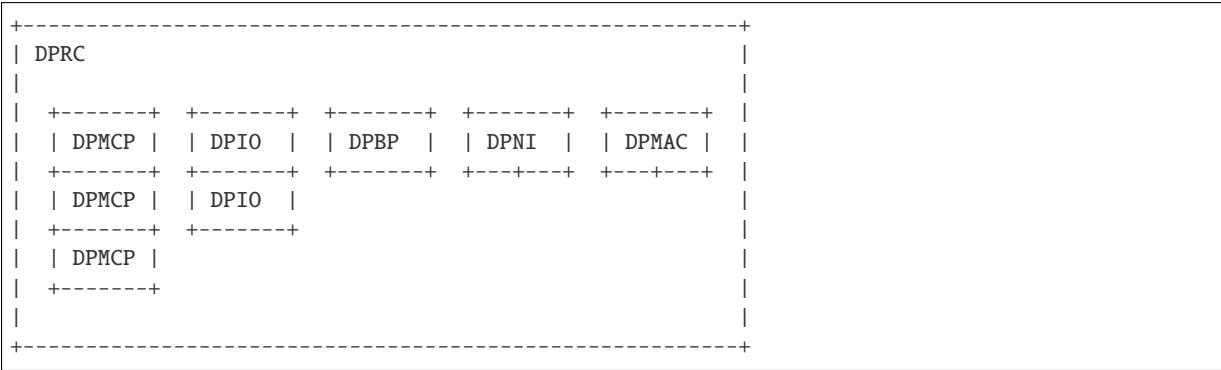 +---------------------------------------------------------+
| DPRC                                                    |
|                                                         |
|  +-------+  +-------+  +-------+  +-------+  +-------+  |
|  | DPMCP |  | DPIO  |  | DPBP  |  | DPNI  |  | DPMAC |  |
|  +-------+  +-------+  +-------+  +---+---+  +---+---+  |
|  | DPMCP |  | DPIO  |                                   |
|  +-------+  +-------+                                   |
|  | DPMCP |                                              |
|  +-------+                                              |
|                                                         |
+---------------------------------------------------------+